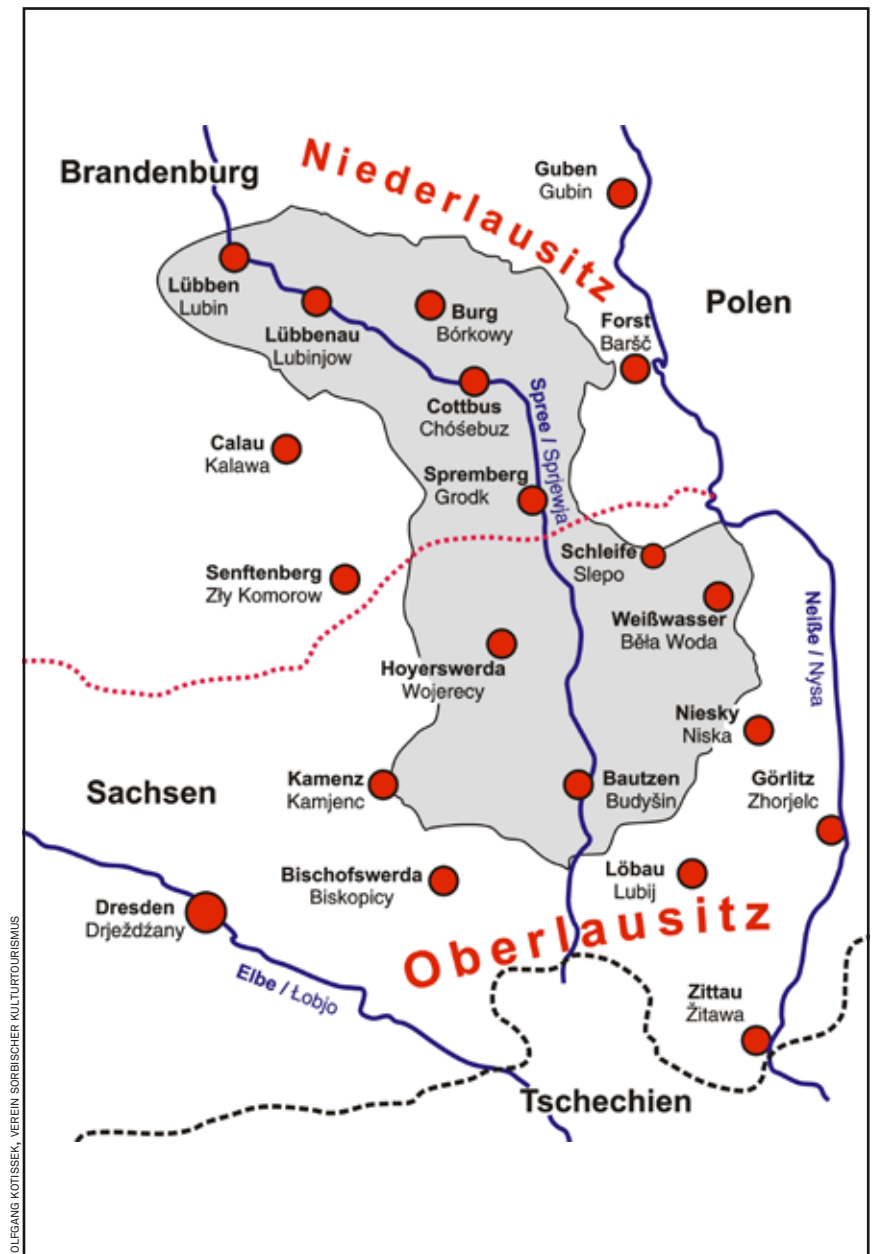 Brandenburg
Niederlausitz
Guben
Gubin
Polen
Lübben
Lubin
Lübbenau
Lubinjow
Burg
Bórkowy
Forst
Baršč
Cottbus
Chóśebuz
Spree / Sprjewja
Calau
Kalawa
Spremberg
Grodk
Schleife
Slepo
Senftenberg
Zły Komorow
Weißwasser
Běła Woda
Neiße / Nysa
Hoyerswerda
Wojerecy
Niesky
Niska
Sachsen
Kamenz
Kamjenc
Bautzen
Budyšin
Görlitz
Zhorjelc
Bischofswerda
Biskopicy
Löbau
Lubij
Dresden
Drježdźany
Oberlausitz
Elbe / Łobjo
Zittau
Žitawa
Tschechien
OLFGANG KOTISSEK, VEREIN SORBISCHER KULTURTOURISMUS